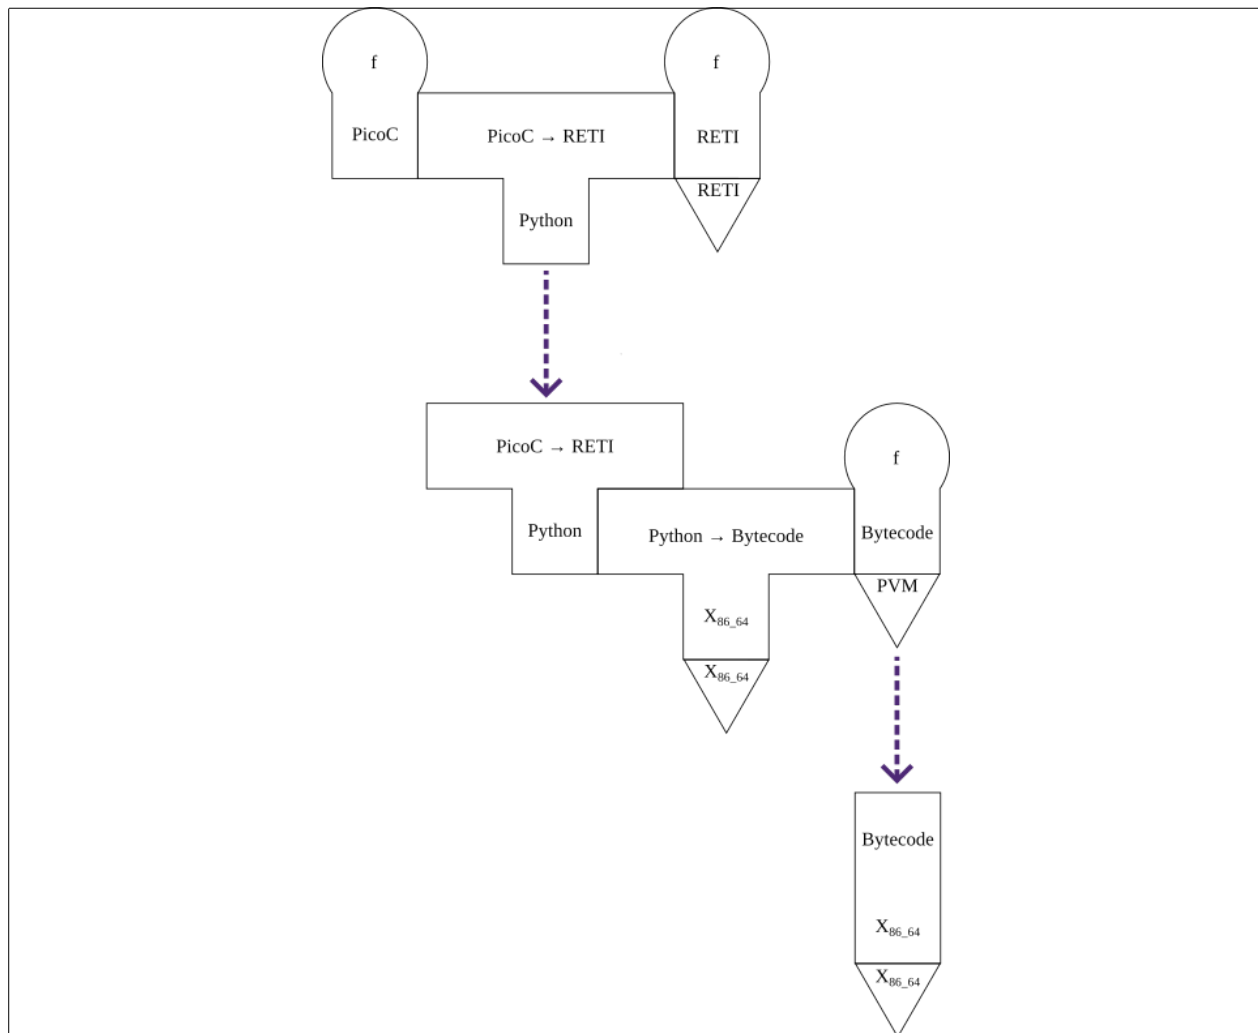 f
f
PicoC
PicoC → RETI
RETI
RETI
Python
PicoC → RETI
f
Python
Python → Bytecode
Bytecode
PVM
X86_64
X86_64
Bytecode
X86_64
X86_64